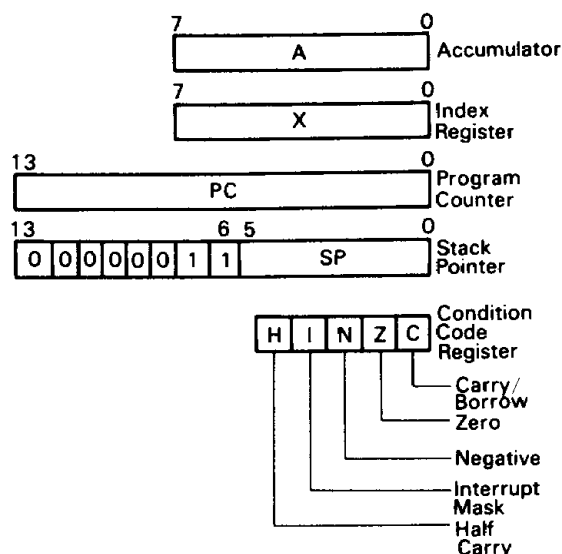 7 0
A Accumulator
7 0
X Index
Register
13 0
PC Program
Counter
13 6 5 0
0 0 0 0 0 0 1 1 SP Stack
Pointer
H I N Z C Condition
Code
Register
Carry/
Borrow
Zero
Negative
Interrupt
Mask
Half
Carry